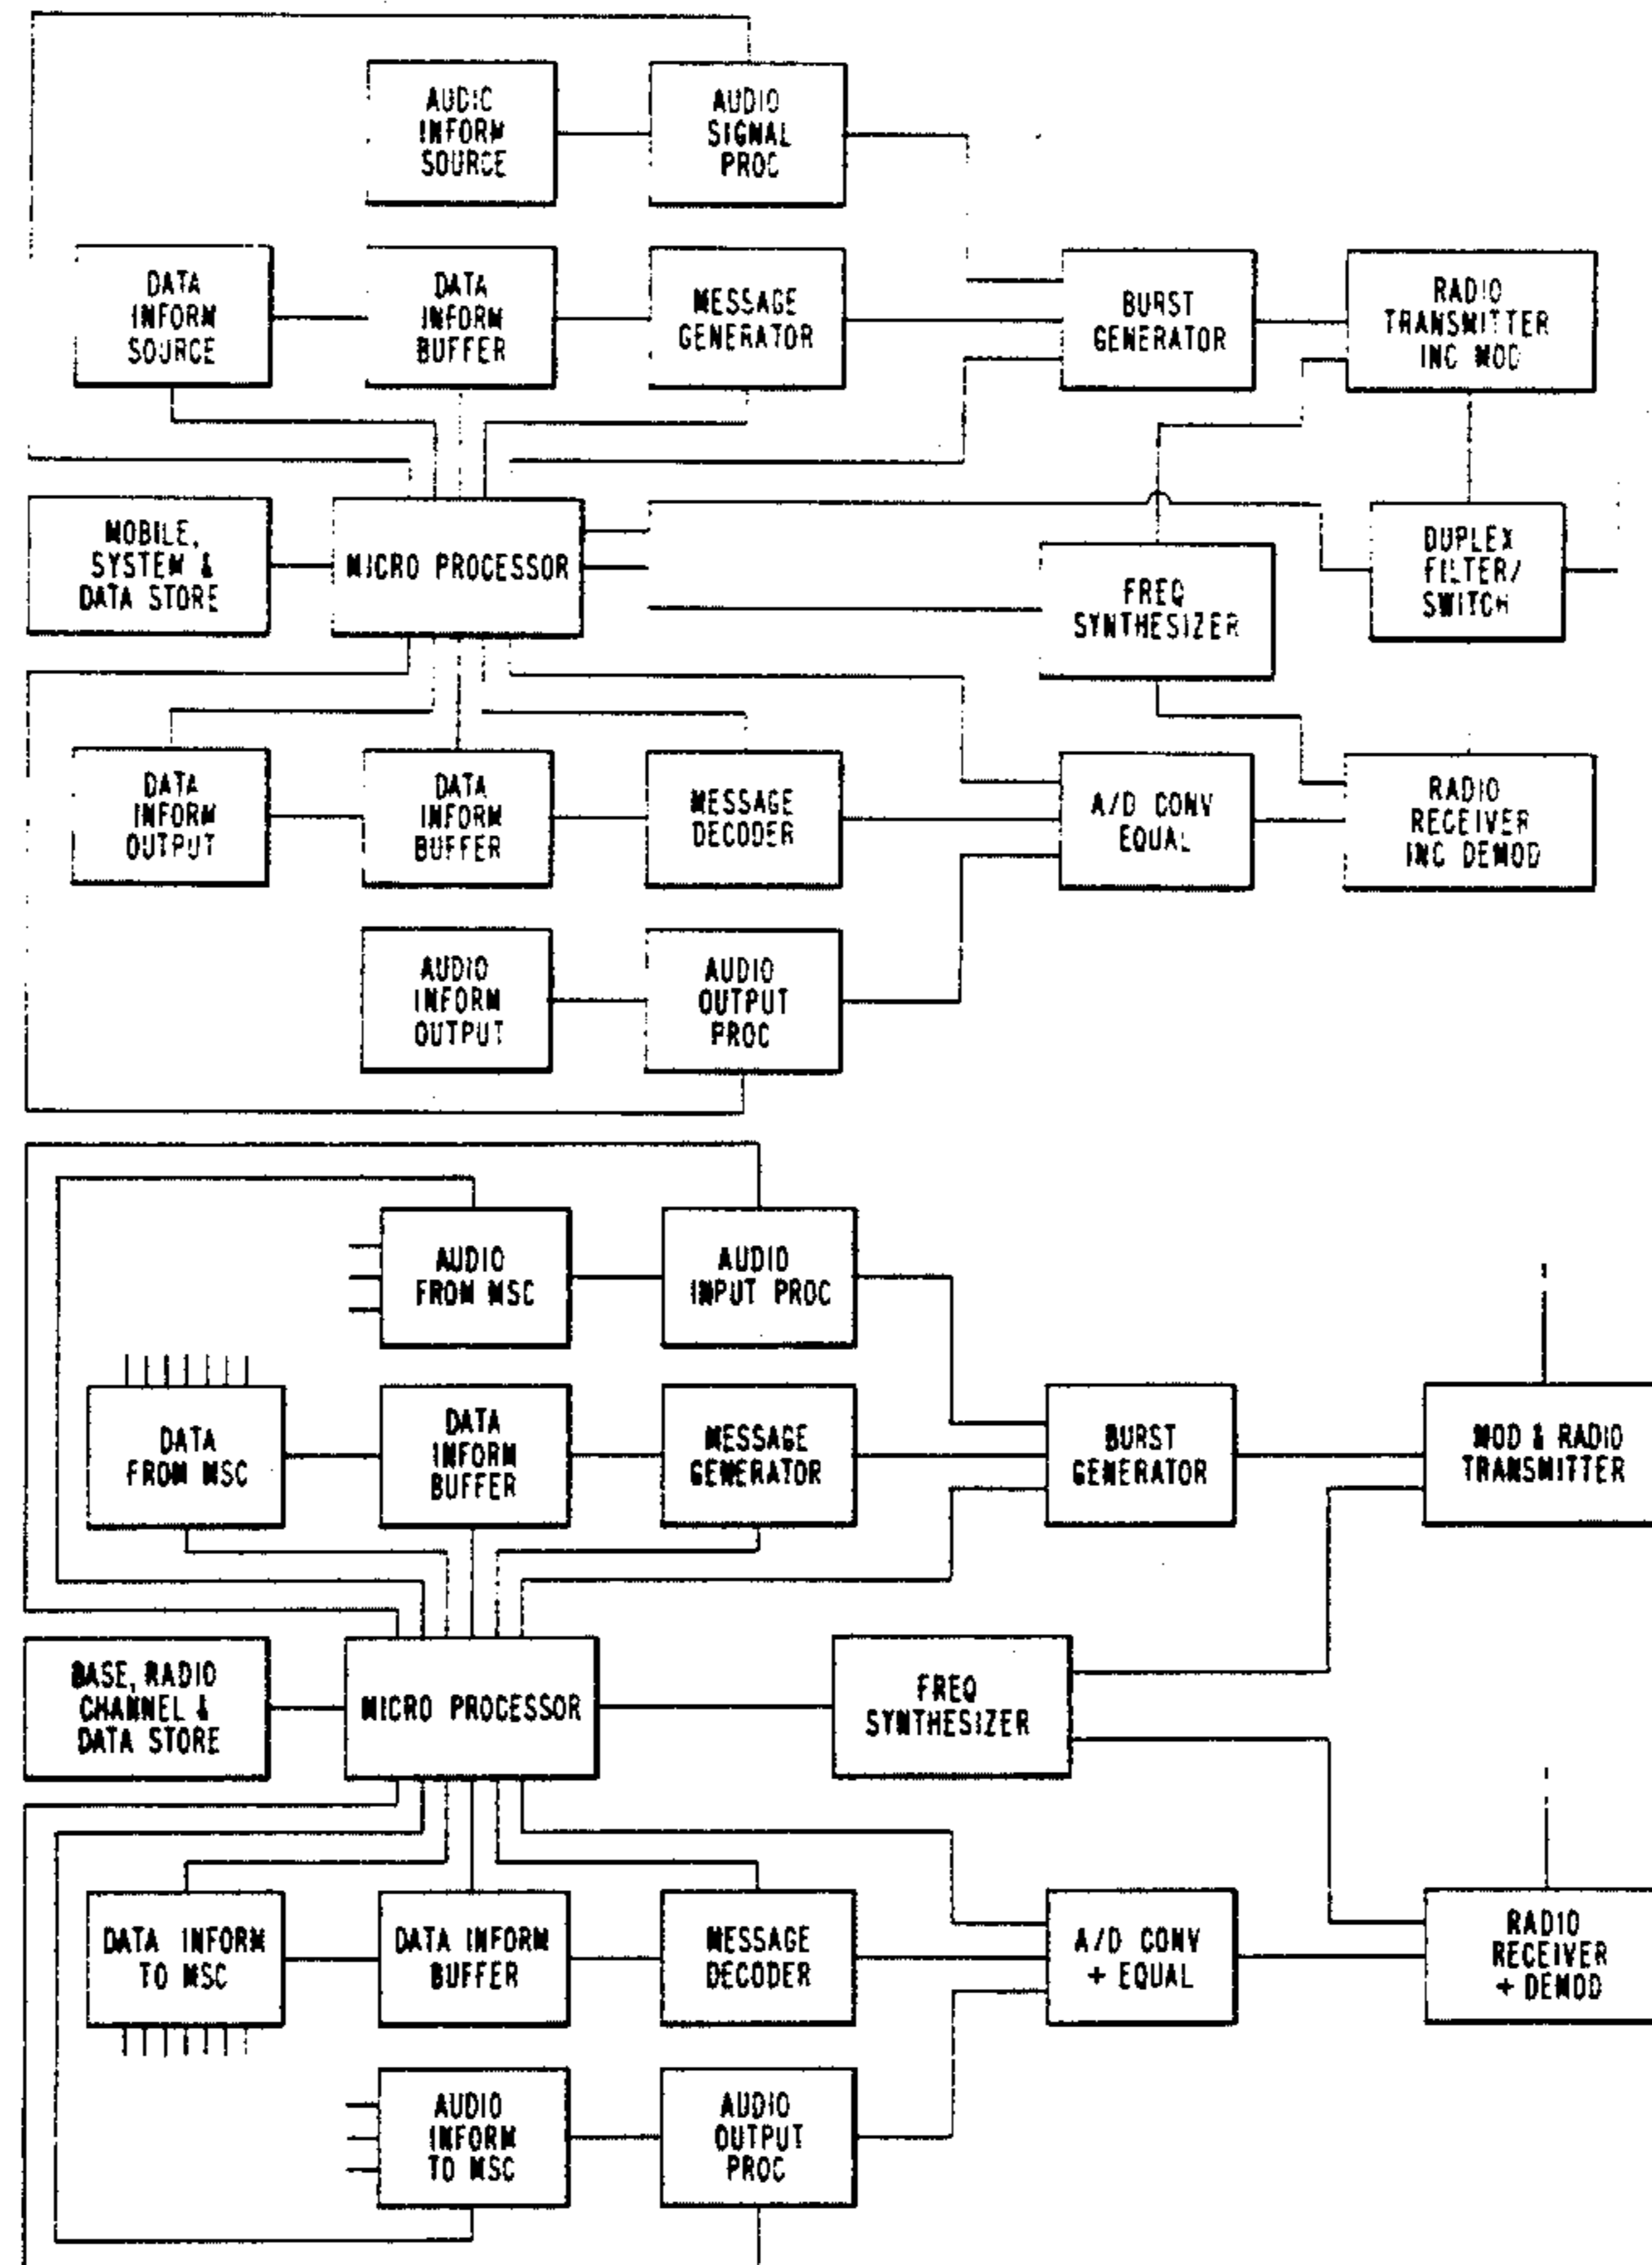 AUDIO
INFORM
SOURCE
AUDIO
SIGNAL
PROC
DATA
INFORM
SOURCE
DATA
INFORM
BUFFER
MESSAGE
GENERATOR
BURST
GENERATOR
RADIO
TRANSMITTER
INC MOD
MOBILE,
SYSTEM &
DATA STORE
MICRO PROCESSOR
FREQ
SYNTHESIZER
DUPLEX
FILTER/
SWITCH
DATA
INFORM
OUTPUT
DATA
INFORM
BUFFER
MESSAGE
DECODER
A/D CONV
EQUAL
RADIO
RECEIVER
INC DEMOD
AUDIO
INFORM
OUTPUT
AUDIO
OUTPUT
PROC
AUDIO
FROM MSC
AUDIO
INPUT PROC
DATA
FROM MSC
DATA
INFORM
BUFFER
MESSAGE
GENERATOR
BURST
GENERATOR
MOD & RADIO
TRANSMITTER
BASE, RADIO
CHANNEL &
DATA STORE
MICRO PROCESSOR
FREQ
SYNTHESIZER
DATA INFORM
TO MSC
DATA INFORM
BUFFER
MESSAGE
DECODER
A/D CONV
+ EQUAL
RADIO
RECEIVER
+ DEMOD
AUDIO
INFORM
TO MSC
AUDIO
OUTPUT
PROC